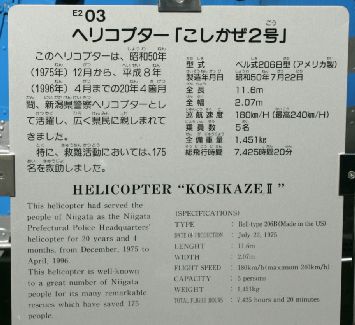 E2 03
ヘリコプター「こしかぜ2号」
このヘリコプターは、昭和50年
(1975年)12月から、平成8年
(1996年)4月までの20年4箇月
間、新潟県警察ヘリコプターとし
て活躍し、広く県民に親しまれて
きました。
特に、救難活動においては、175
名を救助しました。
型式 ベル式206B型(アメリカ製)
製造年月日 昭和50年7月22日
全長 11.6m
全幅 2.07m
巡航速度 180km/H(最高240km/H)
乗員数 5名
全備重量 1,451kg
総飛行時間 7,425時間20分
HELICOPTER "KOSIKAZE II"
This helicopter had served the
people of Niigata as the Niigata
Prefectural Police Headquarters'
helicopter for 20 years and 4
months, from December, 1975 to
April, 1996.
This helicopter is well-known
to a great number of Niigata
people for its many remarkable
rescues which have saved 175
people.
(SPECIFICATIONS)
TYPE : Bell-type 206B(Made in the US)
DATE OF PRODUCTION : July 22, 1975
LENGHT : 11.6m
WIDTH : 2.07m
FLIGHT SPEED : 180km/h(maximum 240km/h)
CAPACITY : 5 persons
WEIGHT : 1,451kg
TOTAL FLIGHT HOURS : 7,425 hours and 20 minutes